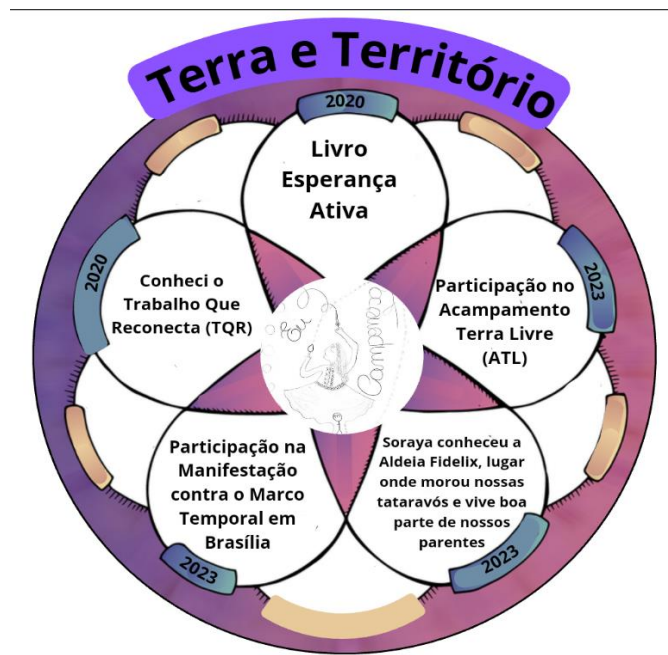 Terra e Território
2020
Livro
Esperança
Ativa
2020
Conheci o
Trabalho Que
Reconecta (TQR)
2023
Participação no
Acampamento
Terra Livre
(ATL)
Eu
Camponesa
Participação na
Manifestação
contra o Marco
Temporal em
Brasília
2023
Soraya conheceu a
Aldeia Fidelix, lugar
onde morou nossas
tataravós e vive boa
parte de nossos
parentes
2023